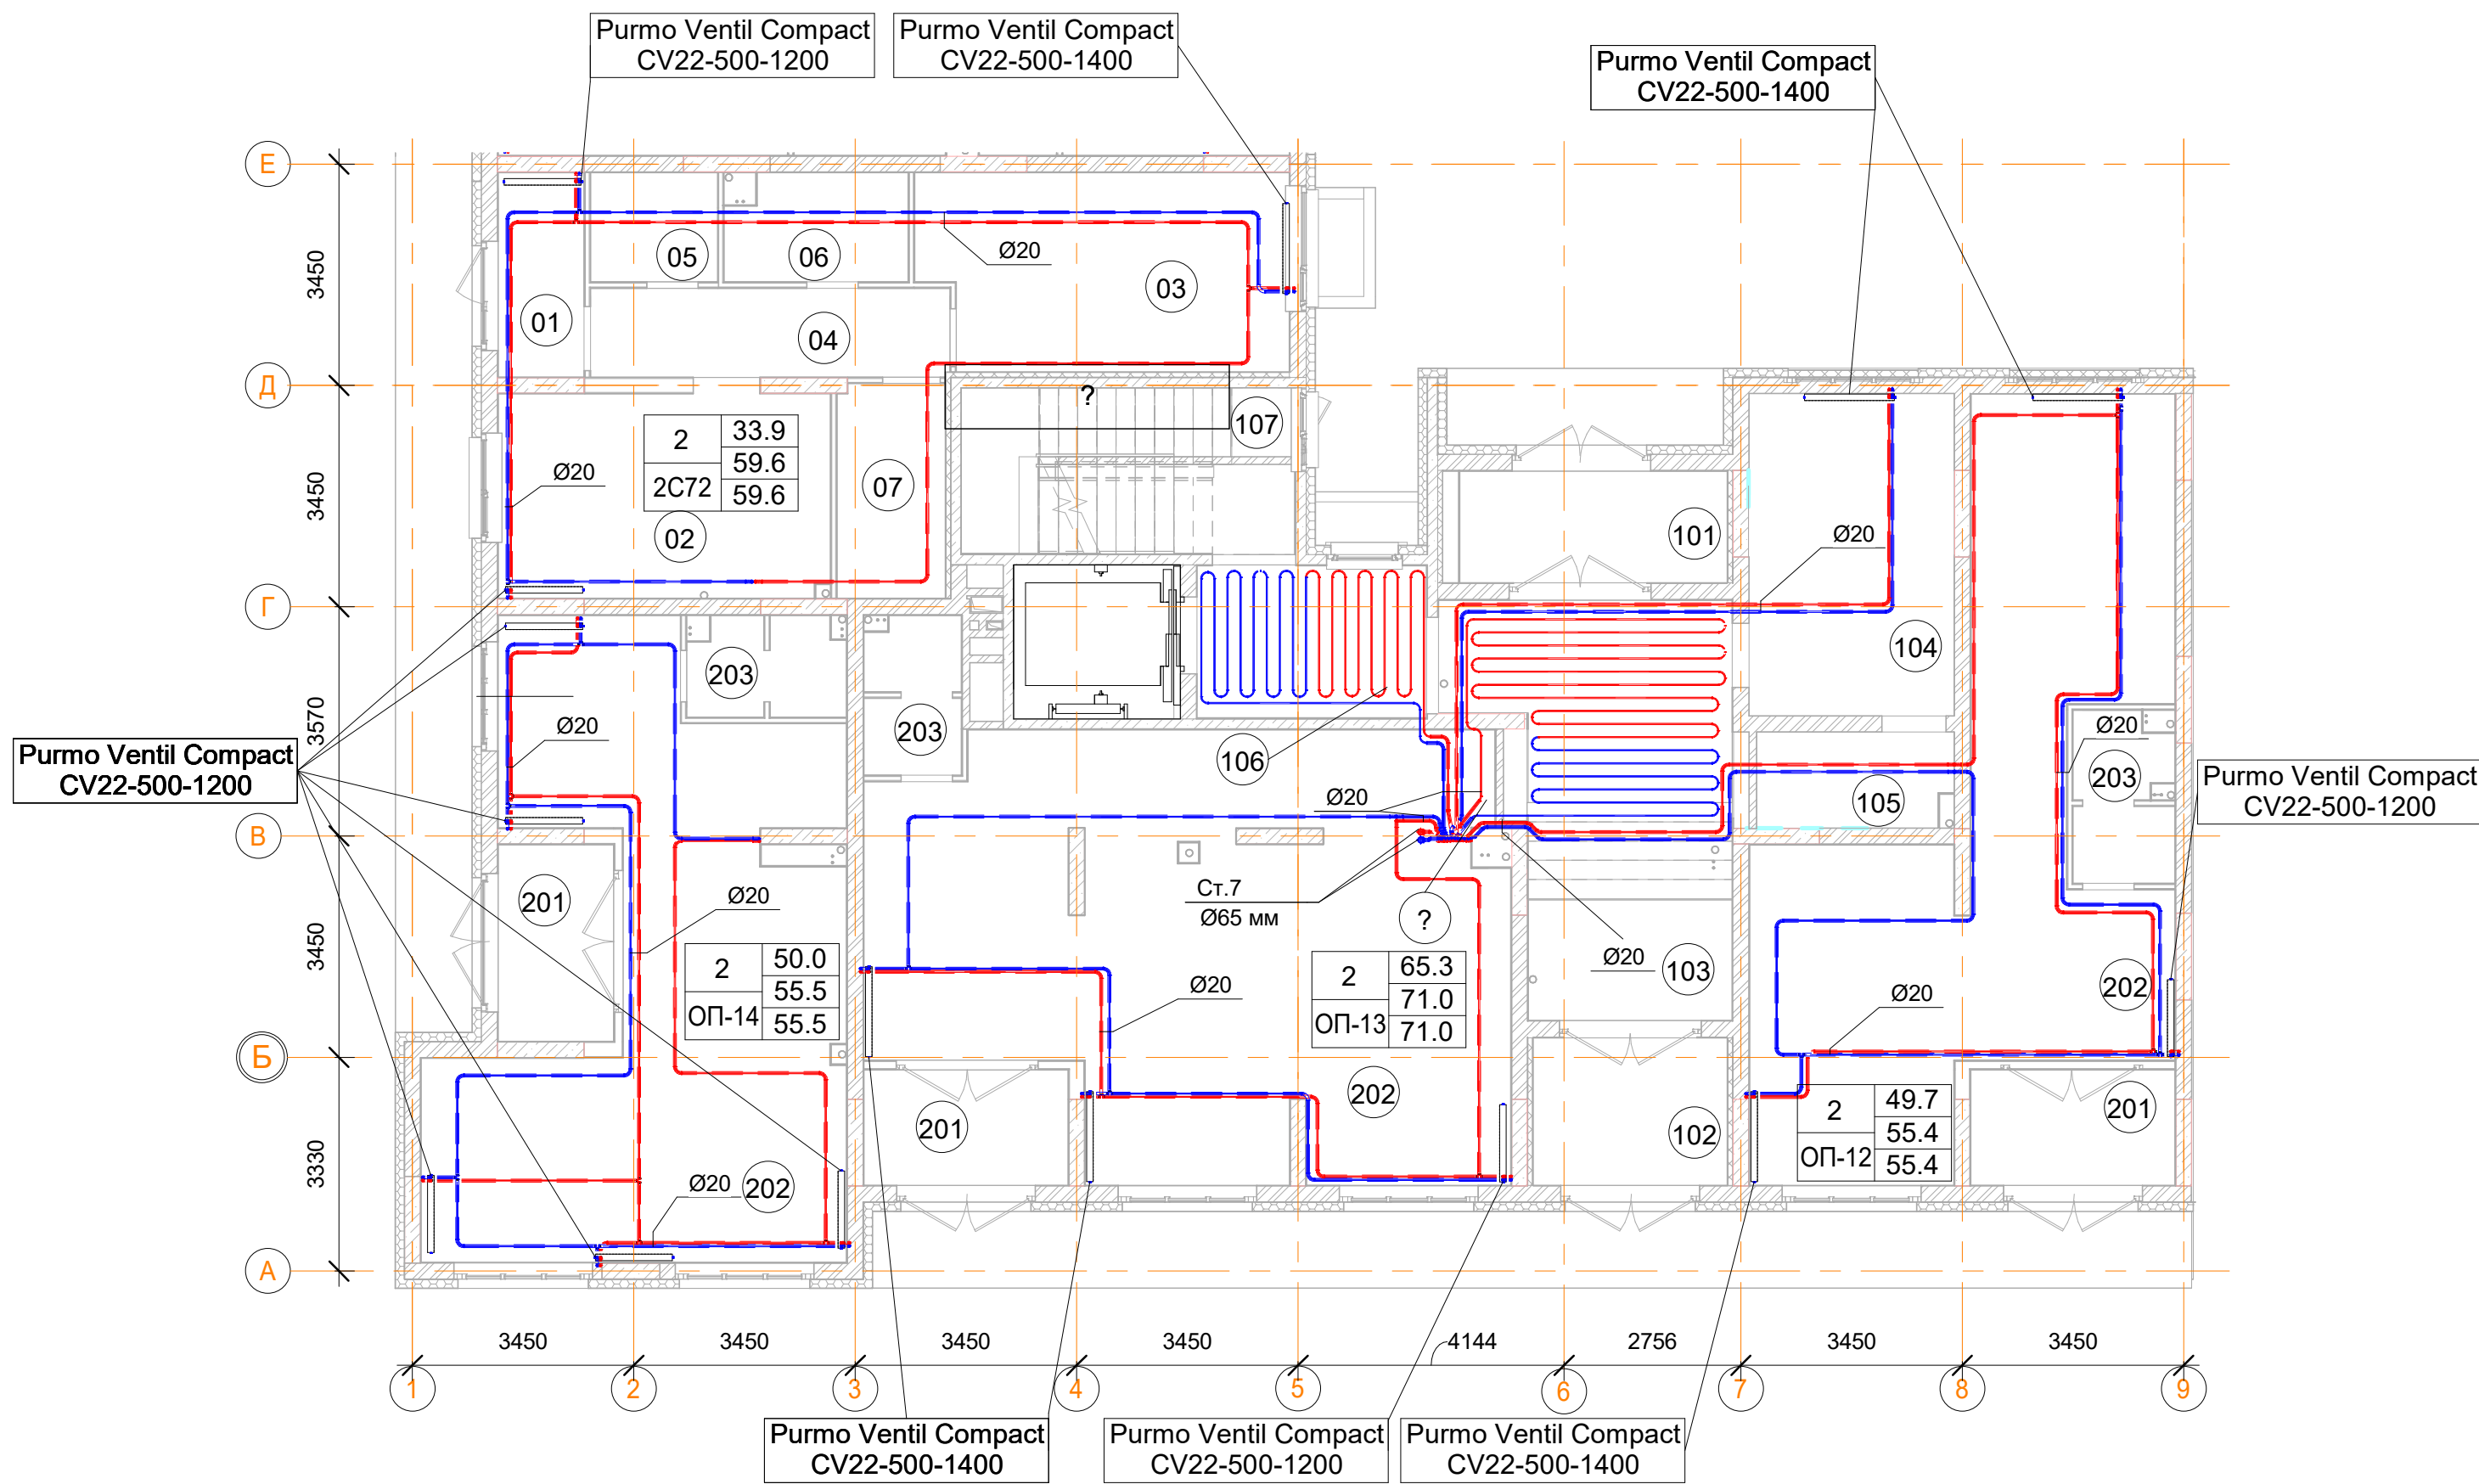 Purmo Ventil Compact
CV22-500-1200
Purmo Ventil Compact
CV22-500-1400
Purmo Ventil Compact
CV22-500-1400
Е
3450
05
06
Ø20
03
01
04
Д
?
107
3450
2
33.9
59.6
2С72
59.6
Ø20
07
02
101
Ø20
Г
104
203
203
3570
Ø20
Ø20
Purmo Ventil Compact
CV22-500-1200
106
203
Purmo Ventil Compact
CV22-500-1200
Ø20
105
В
Ст.7
Ø65 мм
201
Ø20
?
3450
2
50.0
55.5
ОП-14
55.5
2
65.3
71.0
ОП-13
71.0
Ø20
103
202
Ø20
Ø20
Б
202
201
102
2
49.7
55.4
ОП-12
55.4
201
3330
Ø20
202
А
3450
3450
3450
3450
4144
2756
3450
3450
1
2
3
4
5
6
7
8
9
Purmo Ventil Compact
CV22-500-1400
Purmo Ventil Compact
CV22-500-1200
Purmo Ventil Compact
CV22-500-1400